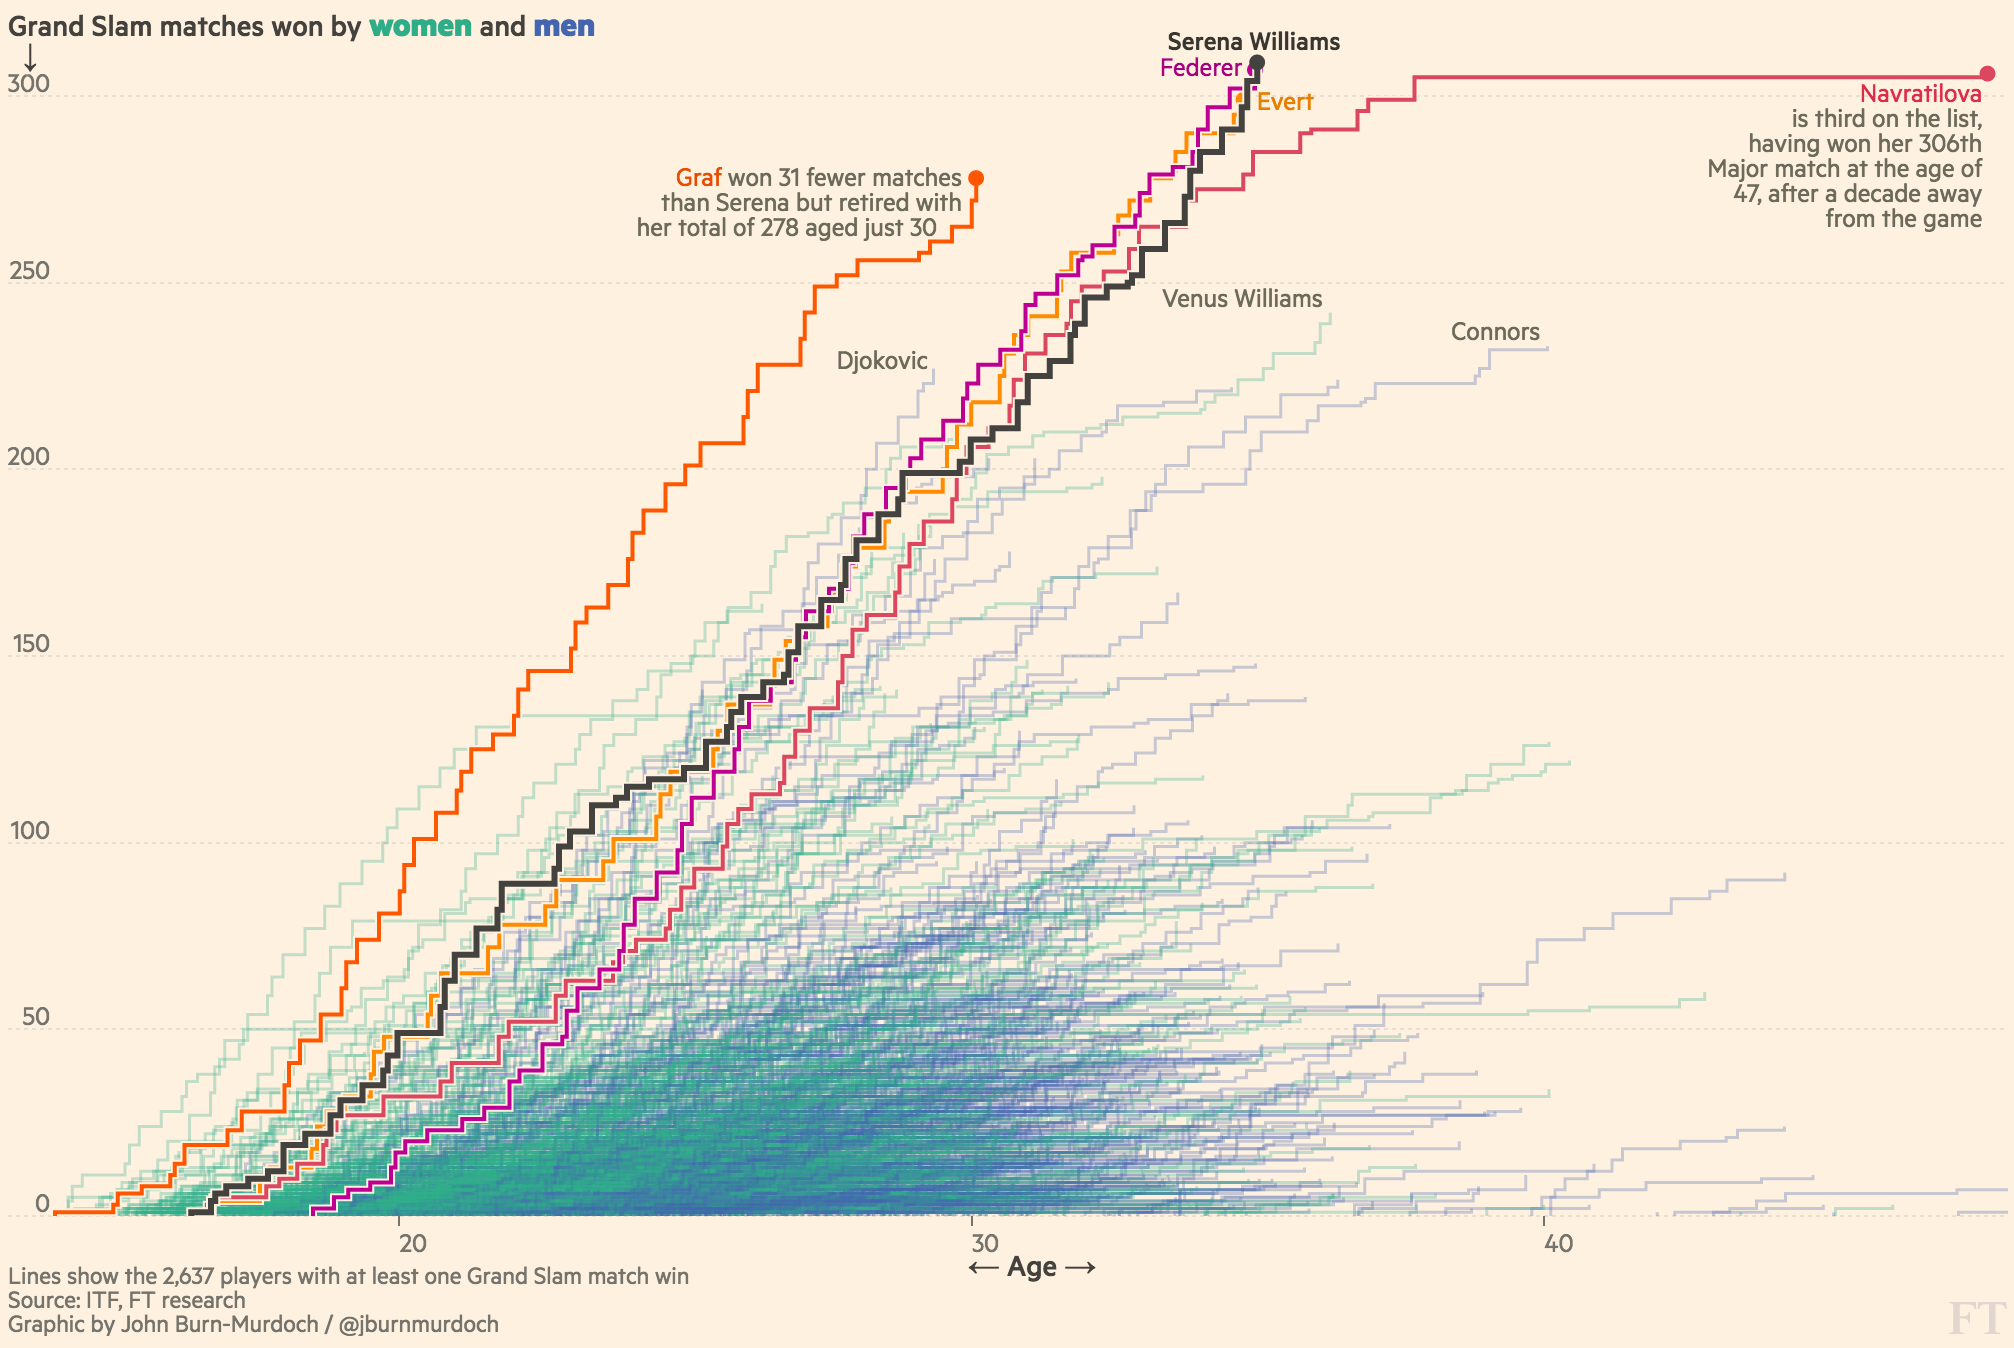 Grand Slam matches won by women and men
↓
300
250
200
150
100
50
0
Serena Williams
Federer
Evert
Navratilova
is third on the list,
having won her 306th
Major match at the age of
47, after a decade away
from the game
Graf won 31 fewer matches
than Serena but retired with
her total of 278 aged just 30
Venus Williams
Connors
Djokovic
20
30
40
← Age →
Lines show the 2,637 players with at least one Grand Slam match win
Source: ITF, FT research
Graphic by John Burn-Murdoch / @jburnmurdoch
FT